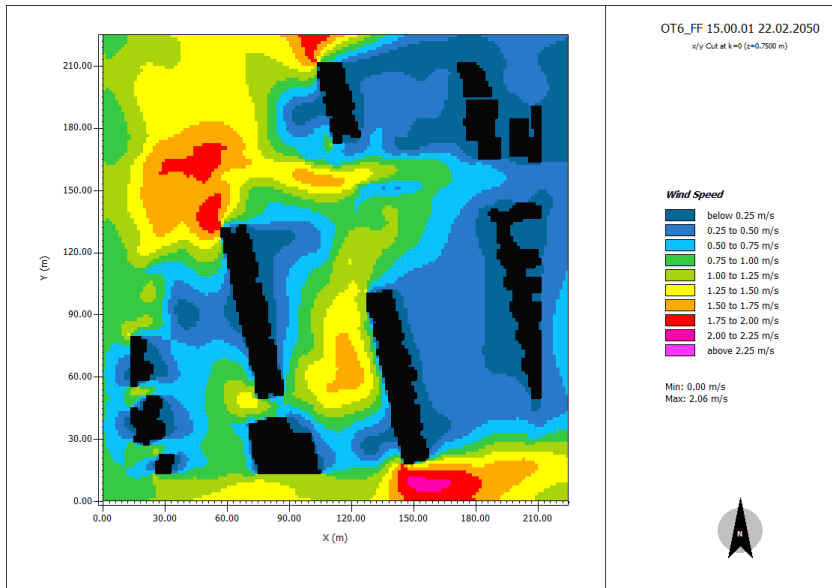 OT6_FF 15.00.01 22.02.2050
x/y Cut at k=0 (z=0.7500 m)
210.00
180.00
150.00
120.00
90.00
60.00
30.00
0.00
Y (m)
0.00 30.00 60.00 90.00 120.00 150.00 180.00 210.00
X (m)
Wind Speed
below 0.25 m/s
0.25 to 0.50 m/s
0.50 to 0.75 m/s
0.75 to 1.00 m/s
1.00 to 1.25 m/s
1.25 to 1.50 m/s
1.50 to 1.75 m/s
1.75 to 2.00 m/s
2.00 to 2.25 m/s
above 2.25 m/s
Min: 0.00 m/s
Max: 2.06 m/s
N